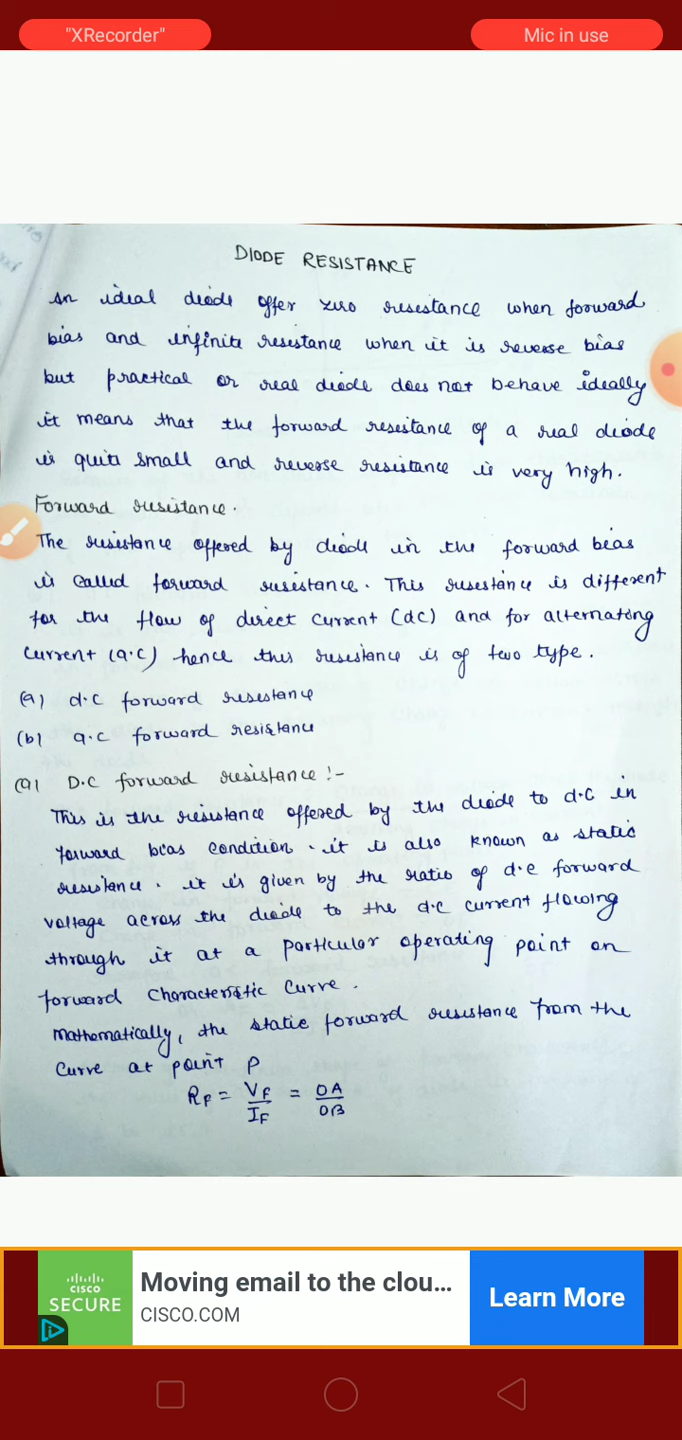 "XRecorder"
Mic in use
DIODE RESISTANCE
An ideal diode offer zero resistance when forward
bias and infinite resistance when it is reverse bias
but practical or real diode does not behave ideally
it means that the forward resistance of a real diode
is quite small and reverse resistance is very high.
Forward resistance.
The resistance offered by diode in the forward bias
is called forward resistance. This resistance is different
for the flow of direct current (dc) and for alternating
current (a.c) hence this resistance is of two type.
(a) d.c forward resistance
(b) a.c forward resistance
(a) D.C forward resistance :-
This is the resistance offered by the diode to d.c in
forward bias condition. it is also known as static
resistance. it is given by the ratio of d.c forward
voltage across the diode to the d.c current flowing
through it at a particular operating point on
forward characteristic curve.
Mathematically, the static forward resistance from the
curve at point P
RF = VF/IF = OA/OB
CISCO
SECURE
Moving email to the clou...
CISCO.COM
Learn More